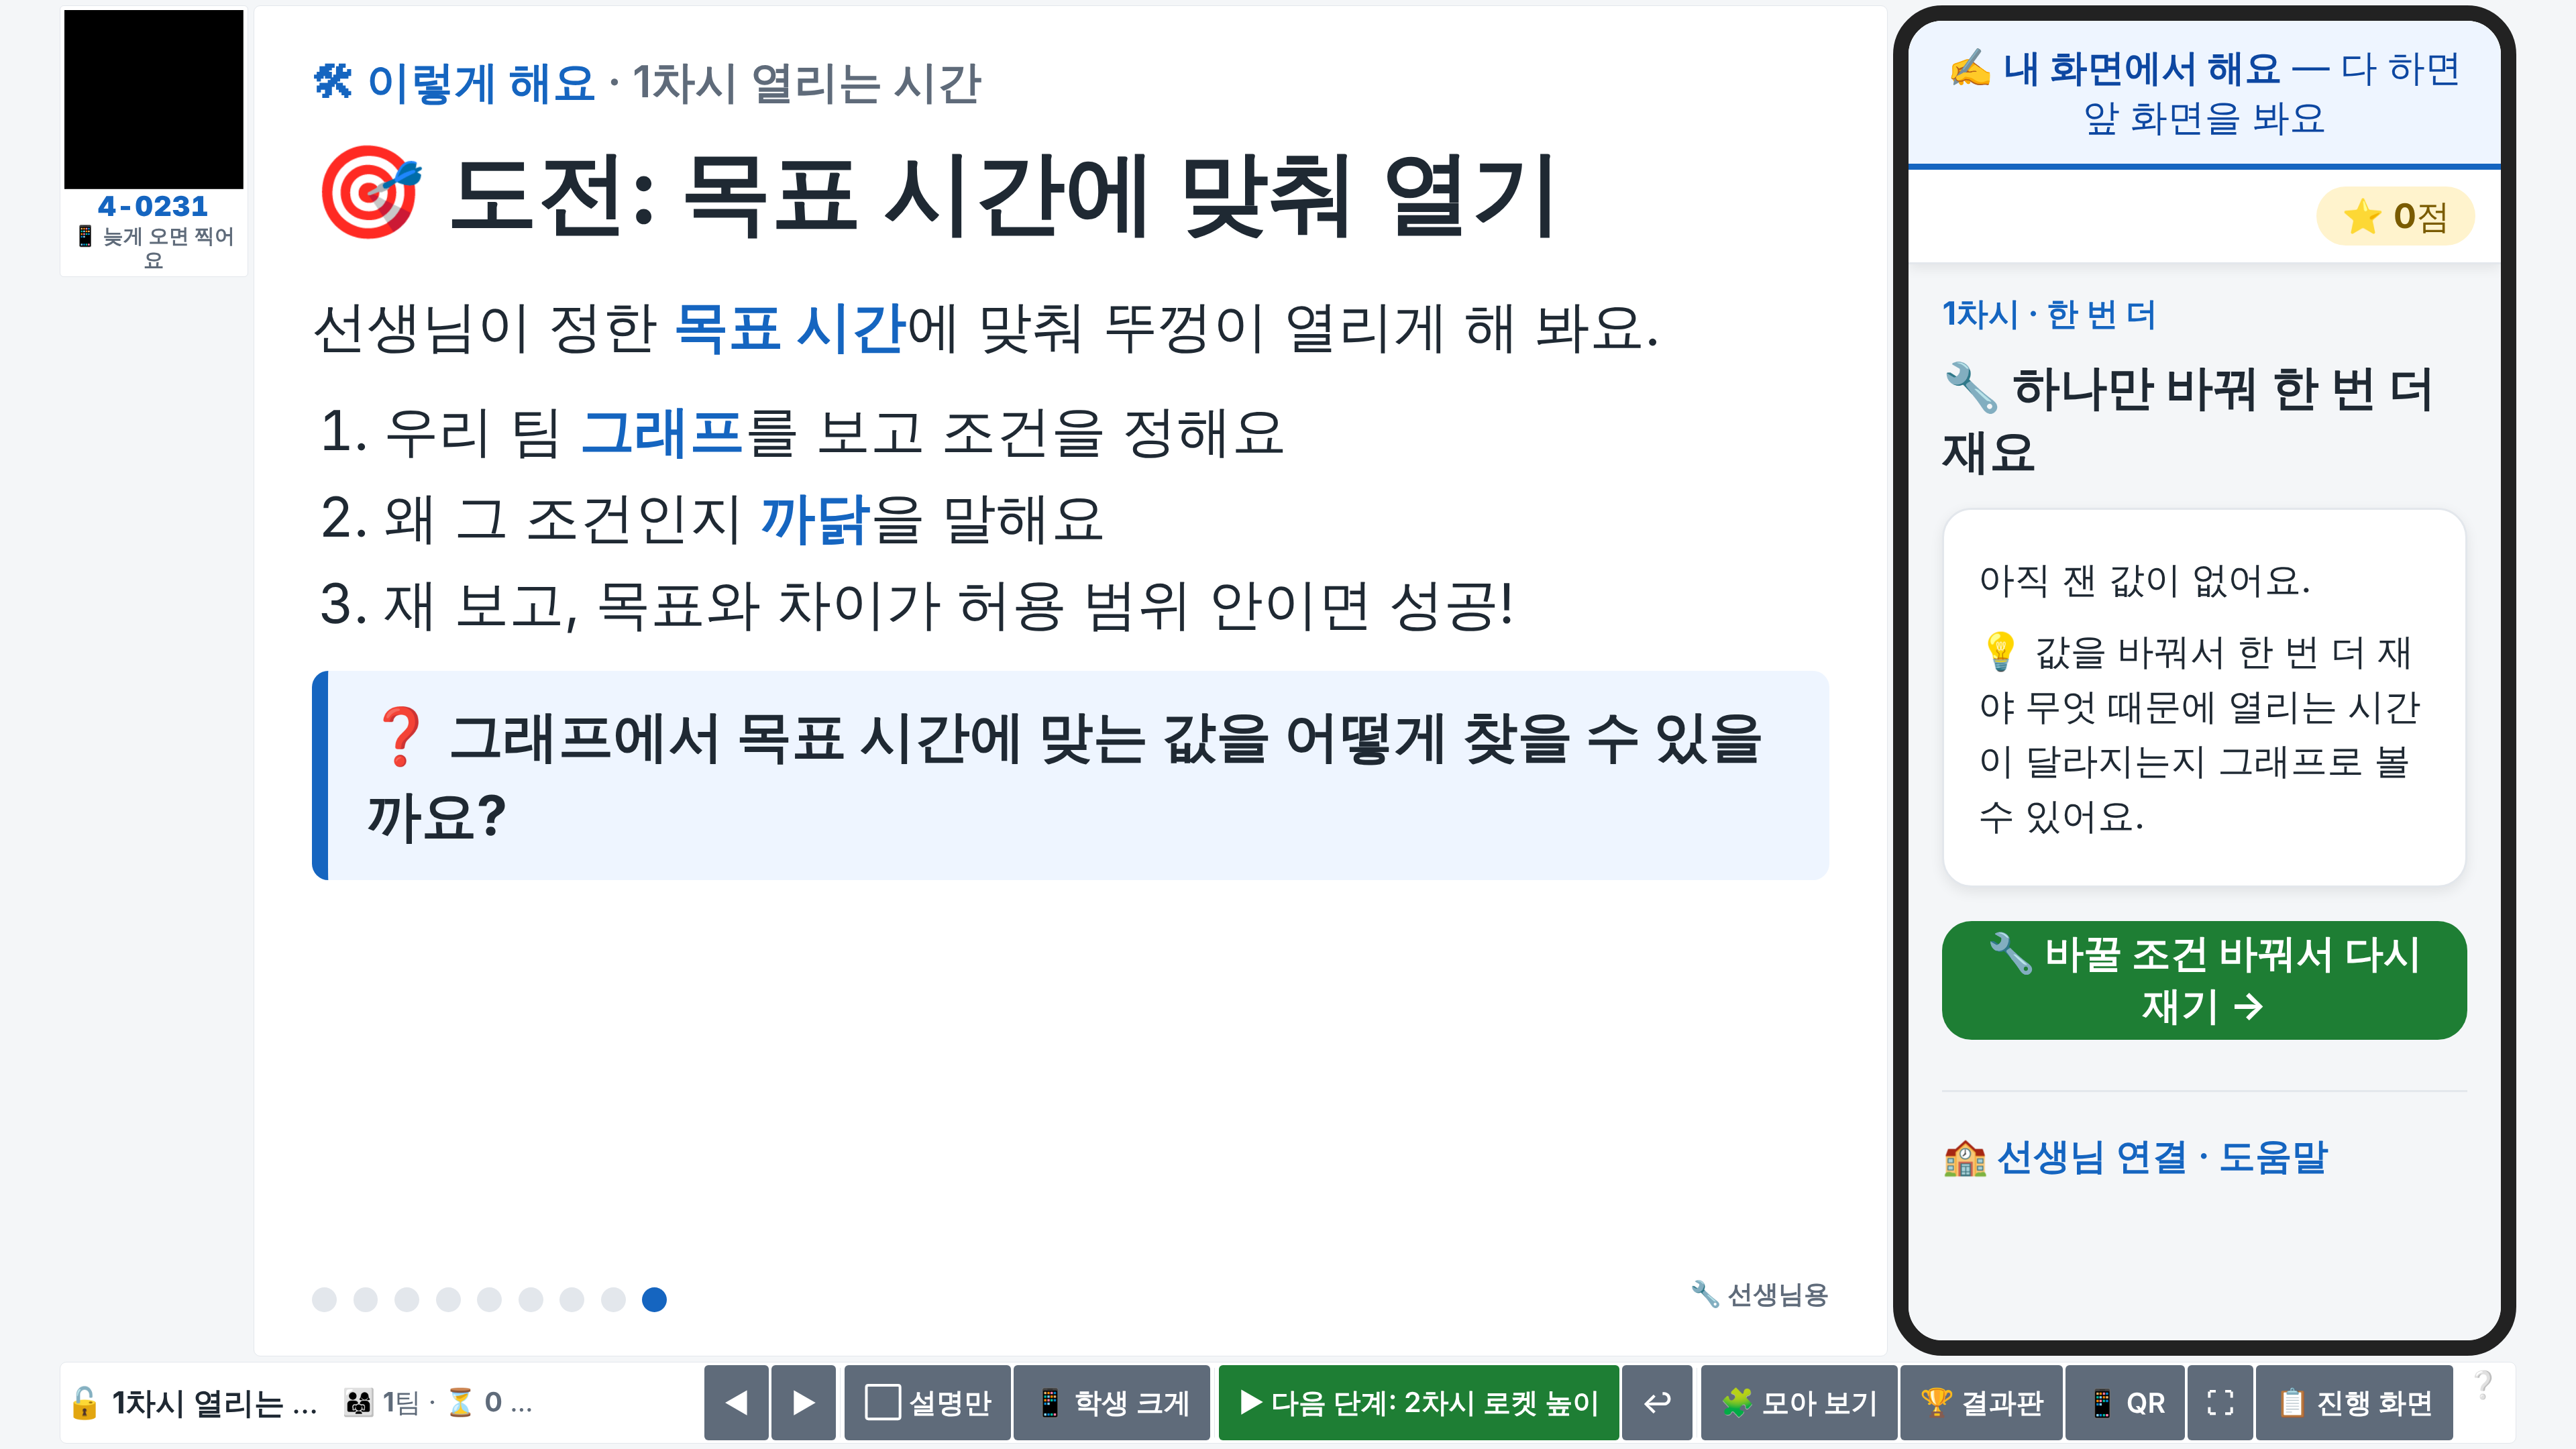 4-0231
📱 늦게 오면 찍어
요
🛠 이렇게 해요 · 1차시 열리는 시간
🎯 도전: 목표 시간에 맞춰 열기
선생님이 정한 목표 시간에 맞춰 뚜껑이 열리게 해 봐요.
1. 우리 팀 그래프를 보고 조건을 정해요
2. 왜 그 조건인지 까닭을 말해요
3. 재 보고, 목표와 차이가 허용 범위 안이면 성공!
❓ 그래프에서 목표 시간에 맞는 값을 어떻게 찾을 수 있을
까요?
🔧 선생님용
✍️ 내 화면에서 해요 — 다 하면
앞 화면을 봐요
⭐ 0점
1차시 · 한 번 더
🔧 하나만 바꿔 한 번 더
재요
아직 잰 값이 없어요.
💡 값을 바꿔서 한 번 더 재
야 무엇 때문에 열리는 시간
이 달라지는지 그래프로 볼
수 있어요.
🔧 바꿀 조건 바꿔서 다시
재기 →
🏫 선생님 연결 · 도움말
🔓 1차시 열리는 ... 👨‍👩‍👧 1팀 · ⏳ 0 ...
◀ ▶ 설명만 📱 학생 크게 ▶ 다음 단계: 2차시 로켓 높이 ↩ 🧩 모아 보기 🏆 결과판 📱 QR ⛶ 📋 진행 화면 ❔